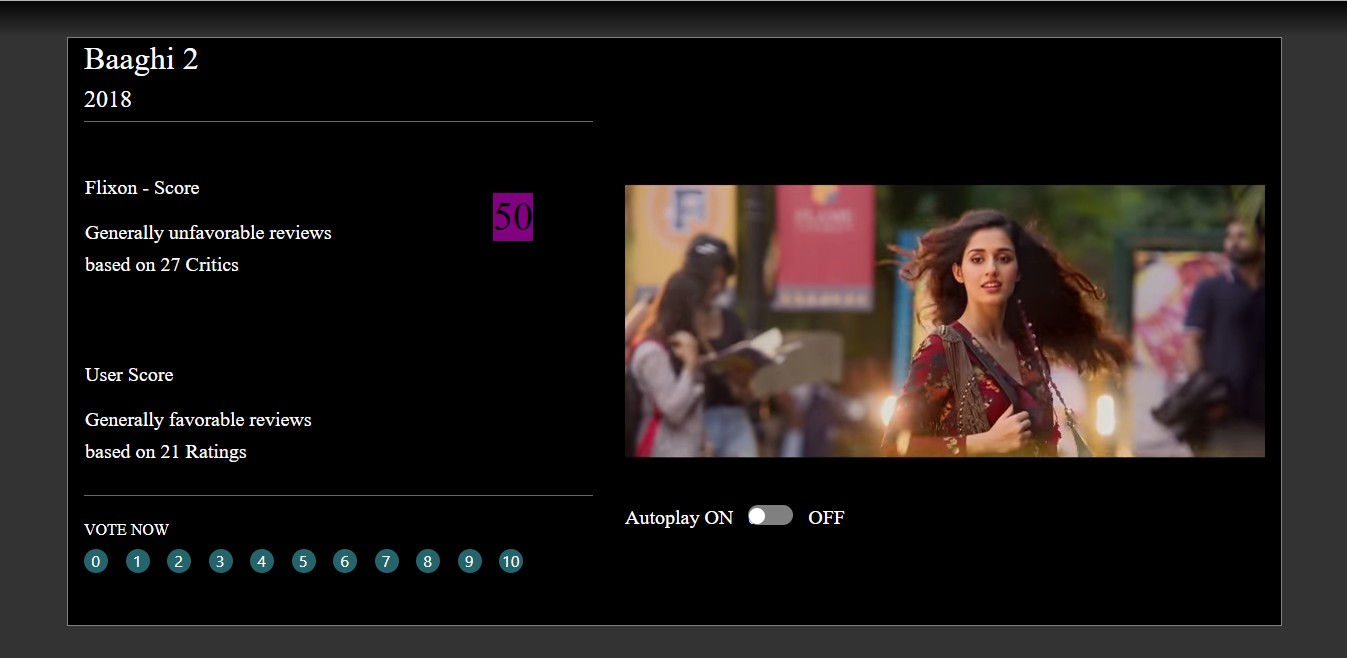 Baaghi 2
2018
Flixon - Score
50
Generally unfavorable reviews
based on 27 Critics
User Score
Generally favorable reviews
based on 21 Ratings
VOTE NOW
0 1 2 3 4 5 6 7 8 9 10
FLAME
Autoplay ON OFF